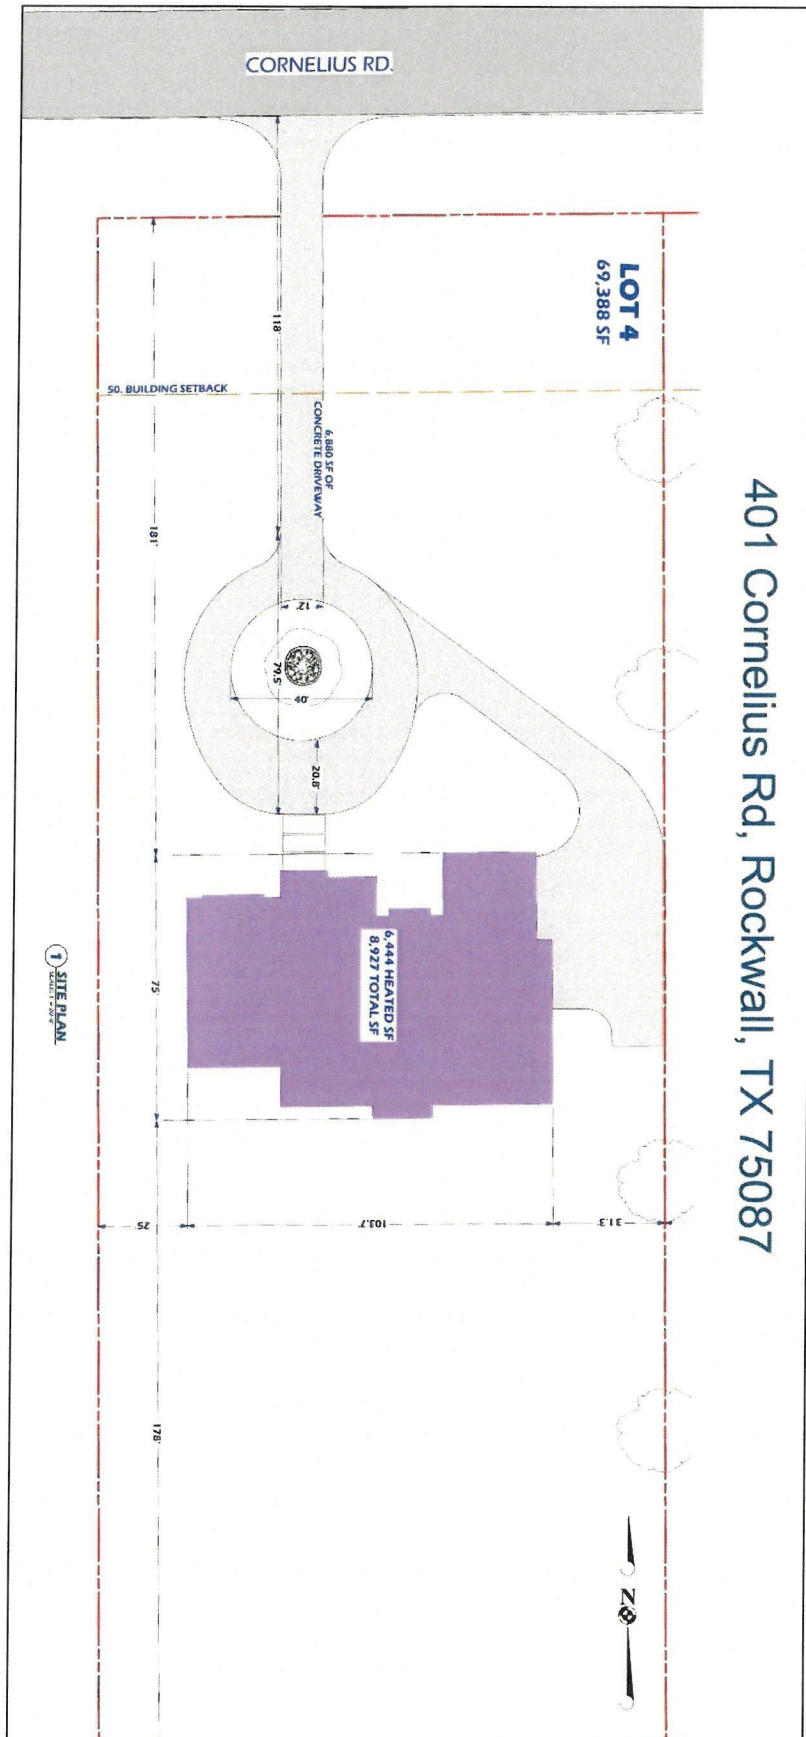 CORNELIUS RD.
LOT 4
69,388 SF
118'
50. BUILDING SETBACK
6,880 SF OF
CONCRETE DRIVEWAY
401 Cornelius Rd, Rockwall, TX 75087
181'
12'
79.5'
40'
20.8'
6,444 HEATED SF
8,927 TOTAL SF
75'
1
SITE PLAN
25'
103.7'
31.3'
178'
N